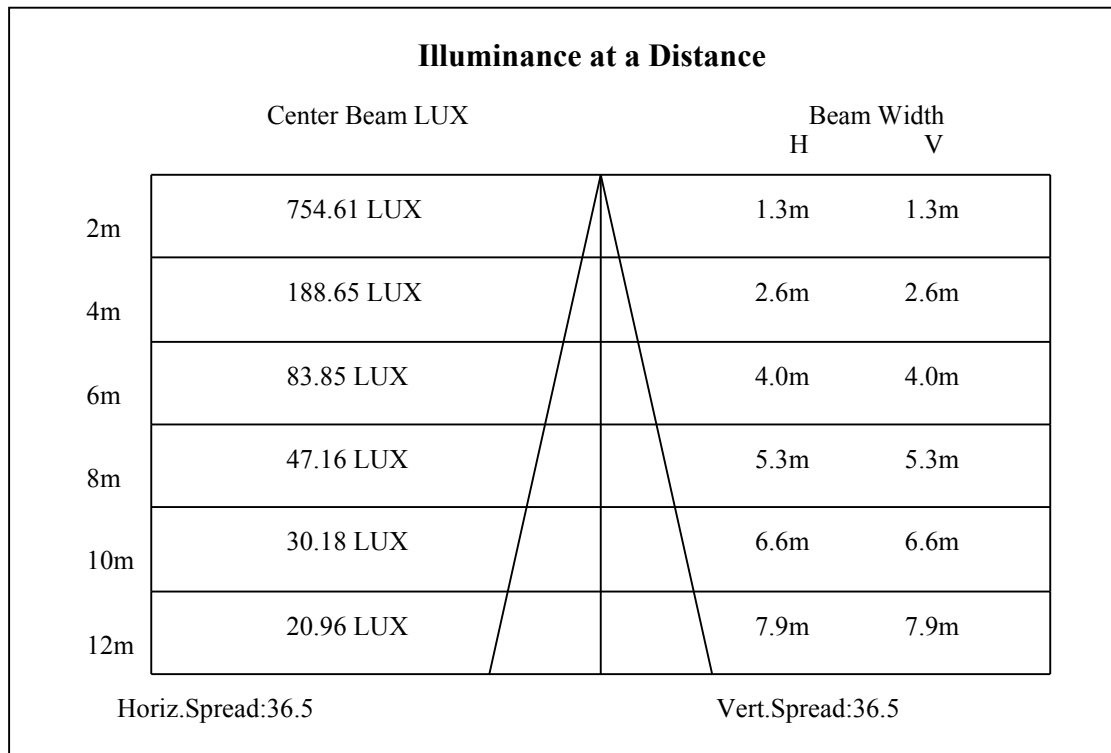 Illuminance at a Distance
Center Beam LUX Beam Width
H V
2m 754.61 LUX 1.3m 1.3m
4m 188.65 LUX 2.6m 2.6m
6m 83.85 LUX 4.0m 4.0m
8m 47.16 LUX 5.3m 5.3m
10m 30.18 LUX 6.6m 6.6m
12m 20.96 LUX 7.9m 7.9m
Horiz.Spread:36.5 Vert.Spread:36.5